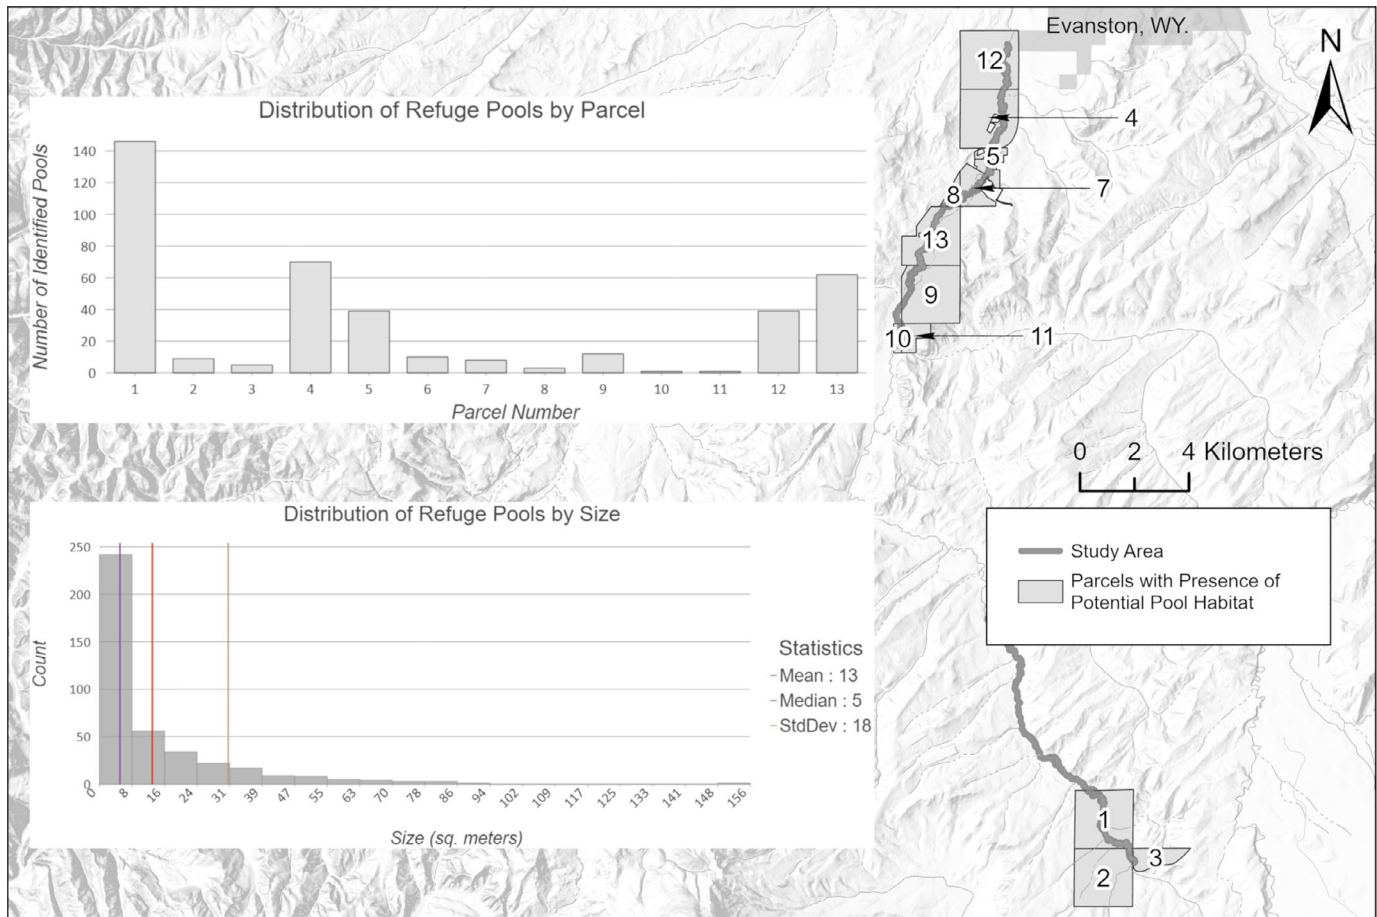 Evanston, WY.
N
12
4
5
7
8
13
9
10
11
Distribution of Refuge Pools by Parcel
Number of Identified Pools
140
120
100
80
60
40
20
0
1 2 3 4 5 6 7 8 9 10 11 12 13
Parcel Number
0 2 4 Kilometers
Study Area
Parcels with Presence of
Potential Pool Habitat
Distribution of Refuge Pools by Size
Count
250
200
150
100
50
0
0 8 16 24 31 39 47 55 63 70 78 86 94 102 109 117 125 133 141 148 156
Size (sq. meters)
Statistics
Mean : 13
Median : 5
StdDev : 18
1
3
2